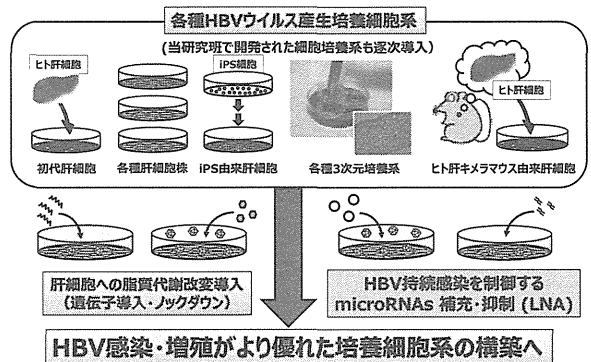 各種HBVウイルス産生培養細胞系
(当研究班で開発された細胞培養系も逐次導入)
ヒト肝細胞
iPS細胞
ヒト肝細胞
初代肝細胞
各種肝細胞株
iPS由来肝細胞
各種3次元培養系
ヒト肝キメラマウス由来肝細胞
肝細胞への脂質代謝改変導入
(遺伝子導入・ノックダウン)
HBV持続感染を制御する
microRNAs 補充・抑制 (LNA)
HBV感染・増殖がより優れた培養細胞系の構築へ